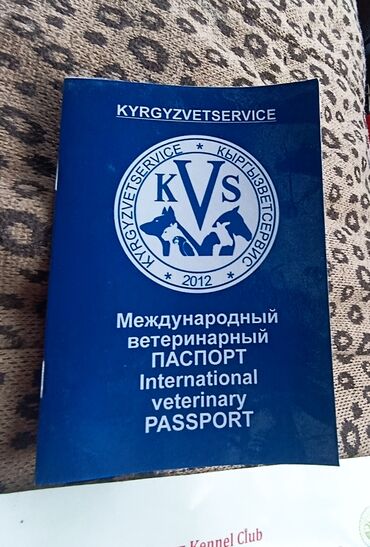 KYRGYZVETSERVICE
KYRGYZVETSERVICE * КЫРГЫЗВЕТСЕРВИС *
KVS
2012
Международный
ветеринарный
ПАСПОРТ
International
veterinary
PASSPORT
Kennel Club